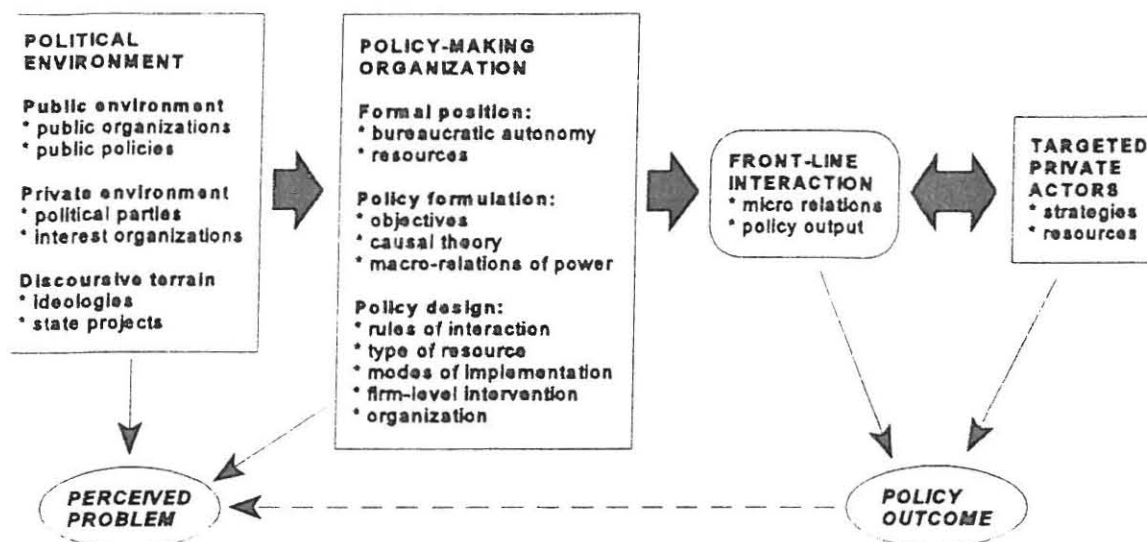 POLITICAL
ENVIRONMENT
Public environment
* public organizations
* public policies
Private environment
* political parties
* interest organizations
Discoursive terrain
* ideologies
* state projects
POLICY-MAKING
ORGANIZATION
Formal position:
* bureaucratic autonomy
* resources
Policy formulation:
* objectives
* causal theory
* macro-relations of power
Policy design:
* rules of interaction
* type of resource
* modes of implementation
* firm-level intervention
* organization
FRONT-LINE
INTERACTION
* micro relations
* policy output
TARGETED
PRIVATE
ACTORS
* strategies
* resources
PERCEIVED
PROBLEM
POLICY
OUTCOME